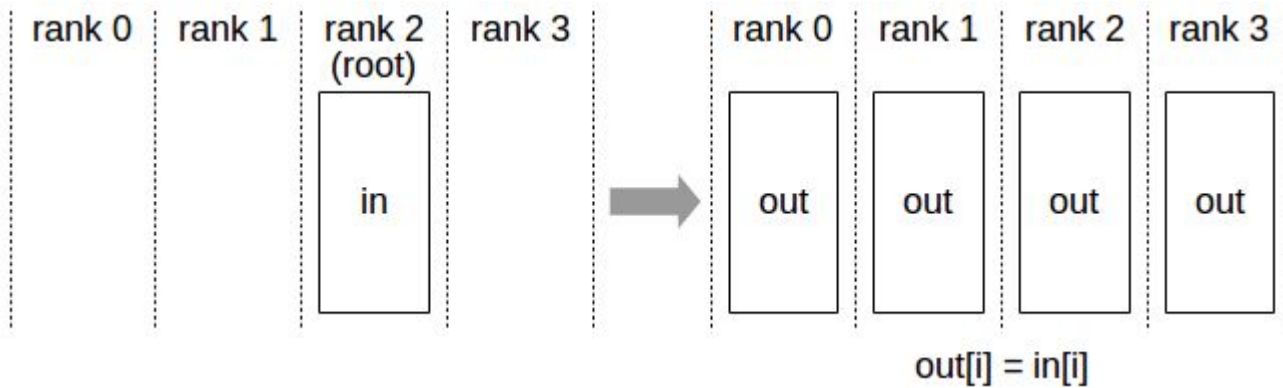 rank 0 rank 1 rank 2 rank 3 rank 0 rank 1 rank 2 rank 3
(root)
in out out out out
out[i] = in[i]